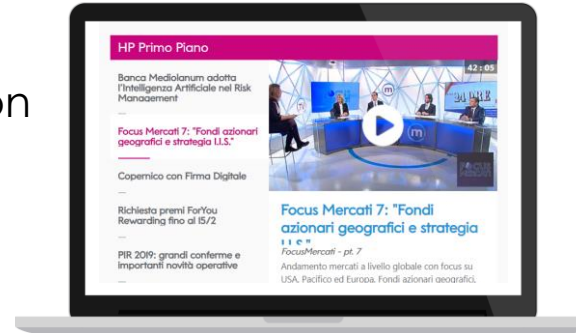 on
HP Primo Piano
Banca Mediolanum adotta
l'Intelligenza Artificiale nel Risk
Management
Focus Mercati 7: "Fondi azionari
geografici e strategia I.I.S."
Copernico con Firma Digitale
Richiesta premi ForYou
Rewarding fino al 15/2
PIR 2019: grandi conferme e
importanti novità operative
42:05
24 ORE
m
FOCUS
MERCATI
Focus Mercati 7: "Fondi
azionari geografici e strategia
I.I.S."
FocusMercati - pt. 7
Andamento mercati a livello globale con focus su
USA, Pacifico ed Europa. Fondi azionari geografici,